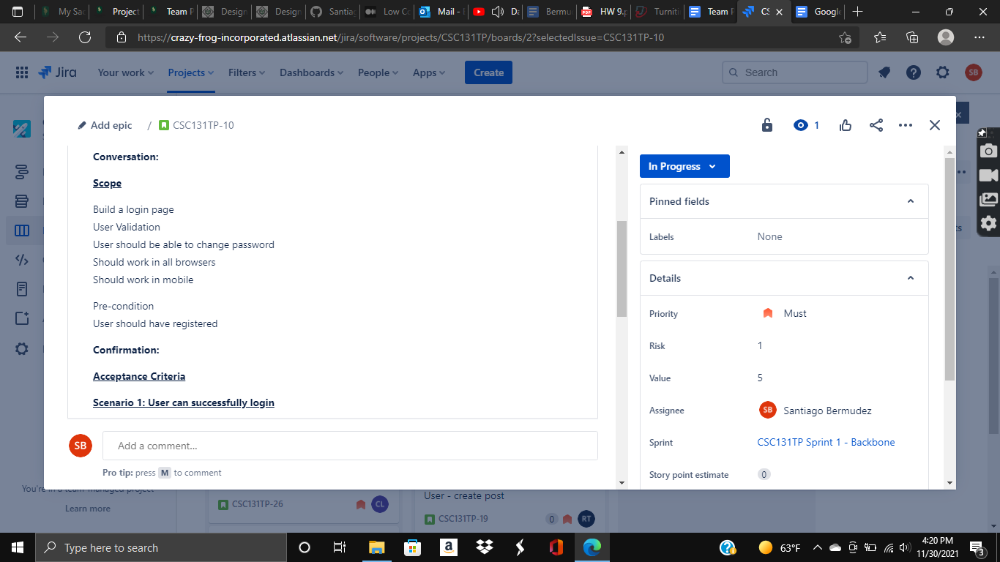 My Sa
Project
Team P
Design
Design
Santiag
Low Co
Mail -
Da
Bermu
HW 9.p
Turniti
Team P
CS
Google
https://crazy-frog-incorporated.atlassian.net/jira/software/projects/CSC131TP/boards/2?selectedIssue=CSC131TP-10
Jira
Your work
Projects
Filters
Dashboards
People
Apps
Create
Search
SB
Add epic / CSC131TP-10
1
Conversation:
Scope
Build a login page
User Validation
User should be able to change password
Should work in all browsers
Should work in mobile
Pre-condition
User should have registered
Confirmation:
Acceptance Criteria
Scenario 1: User can successfully login
SB
Add a comment...
Pro tip: press M to comment
In Progress
Pinned fields
Labels None
Details
Priority Must
Risk 1
Value 5
Assignee SB Santiago Bermudez
Sprint CSC131TP Sprint 1 - Backbone
Story point estimate 0
You're in a team-managed project
Learn more
CSC131TP-26 CL
User - create post
CSC131TP-19 0 RT
Type here to search
63°F
4:20 PM
11/30/2021
3